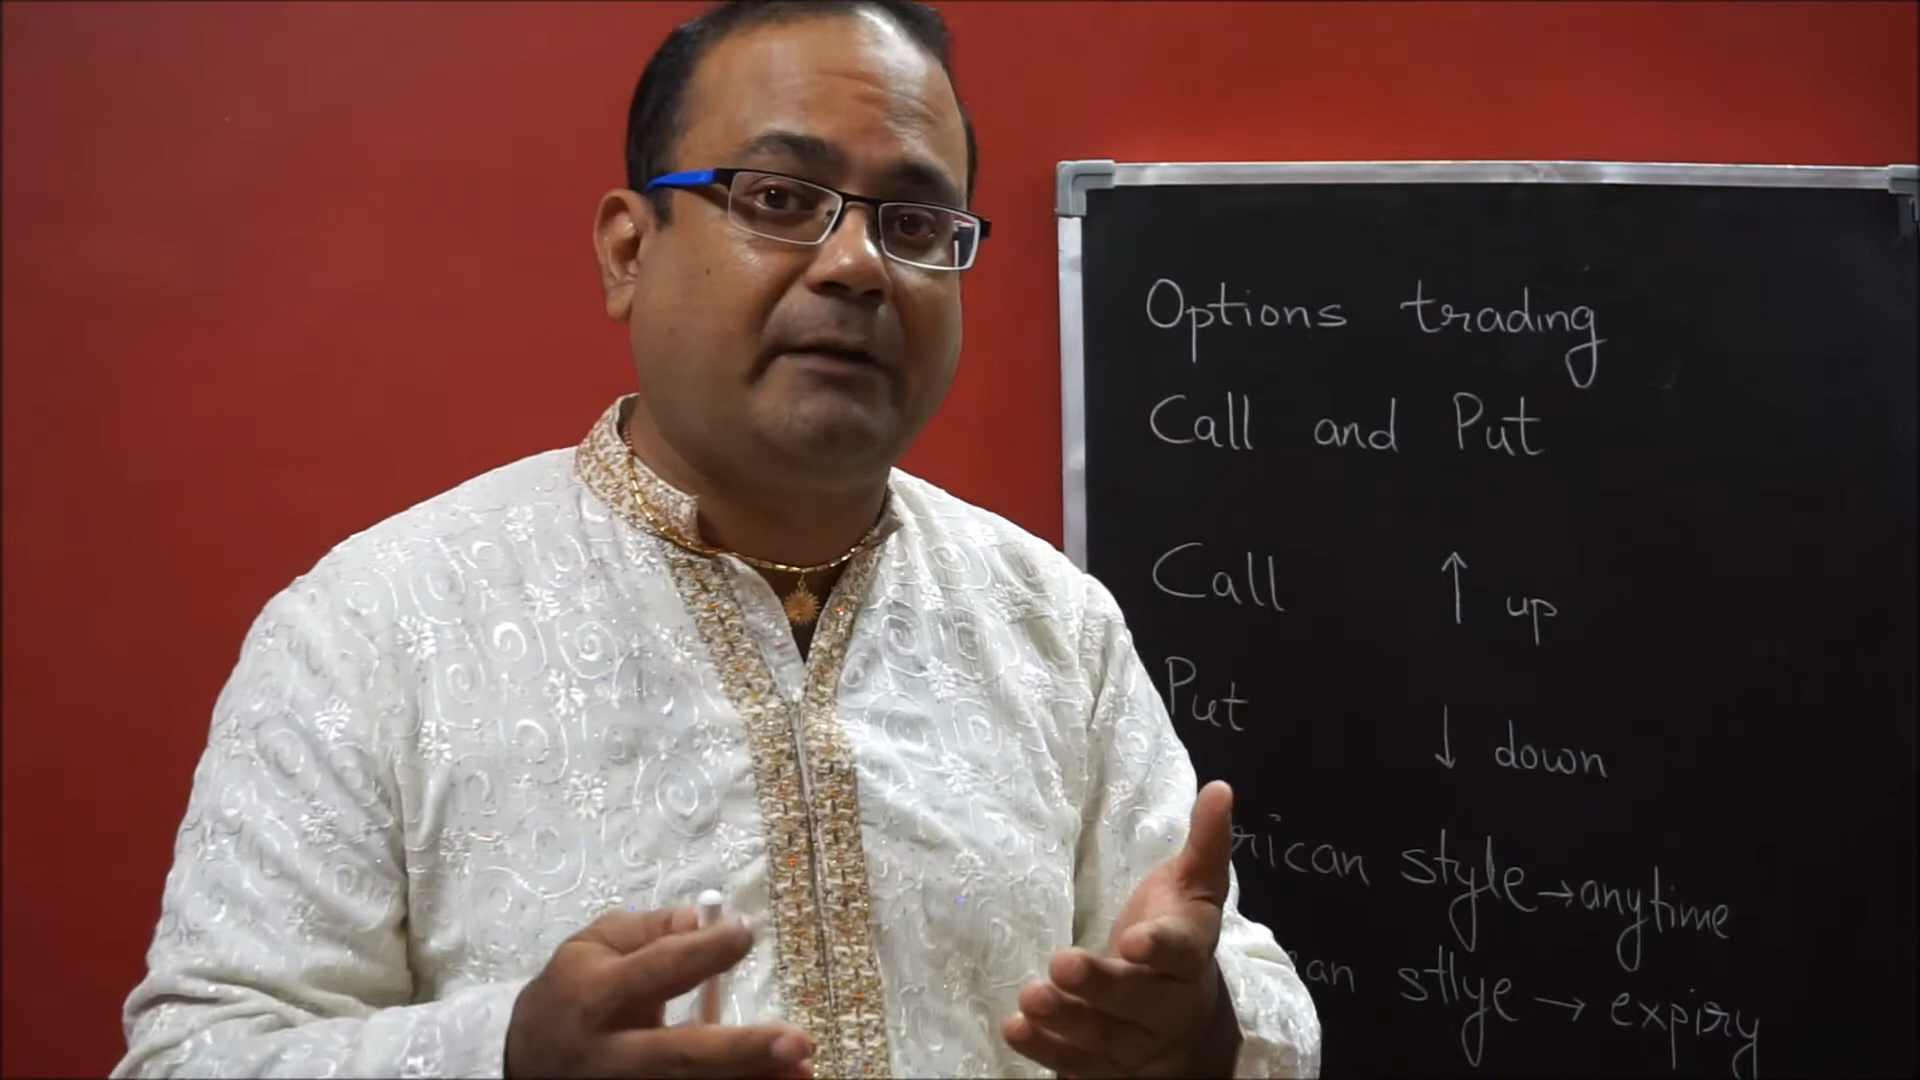 Options trading
Call and Put
Call ↑ up
Put ↓ down
rican style → anytime
an stlye → expiry